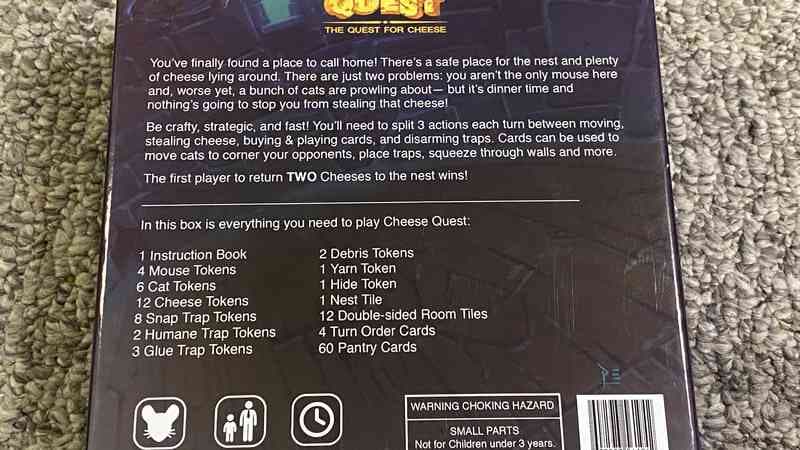 QUEST
THE QUEST FOR CHEESE
You've finally found a place to call home! There's a safe place for the nest and plenty
of cheese lying around. There are just two problems: you aren't the only mouse here
and, worse yet, a bunch of cats are prowling about— but it's dinner time and
nothing's going to stop you from stealing that cheese!
Be crafty, strategic, and fast! You'll need to split 3 actions each turn between moving,
stealing cheese, buying & playing cards, and disarming traps. Cards can be used to
move cats to corner your opponents, place traps, squeeze through walls and more.
The first player to return TWO Cheeses to the nest wins!
In this box is everything you need to play Cheese Quest:
1 Instruction Book
4 Mouse Tokens
6 Cat Tokens
12 Cheese Tokens
8 Snap Trap Tokens
2 Humane Trap Tokens
3 Glue Trap Tokens
2 Debris Tokens
1 Yarn Token
1 Hide Token
1 Nest Tile
12 Double-sided Room Tiles
4 Turn Order Cards
60 Pantry Cards
WARNING CHOKING HAZARD
SMALL PARTS
Not for Children under 3 years.